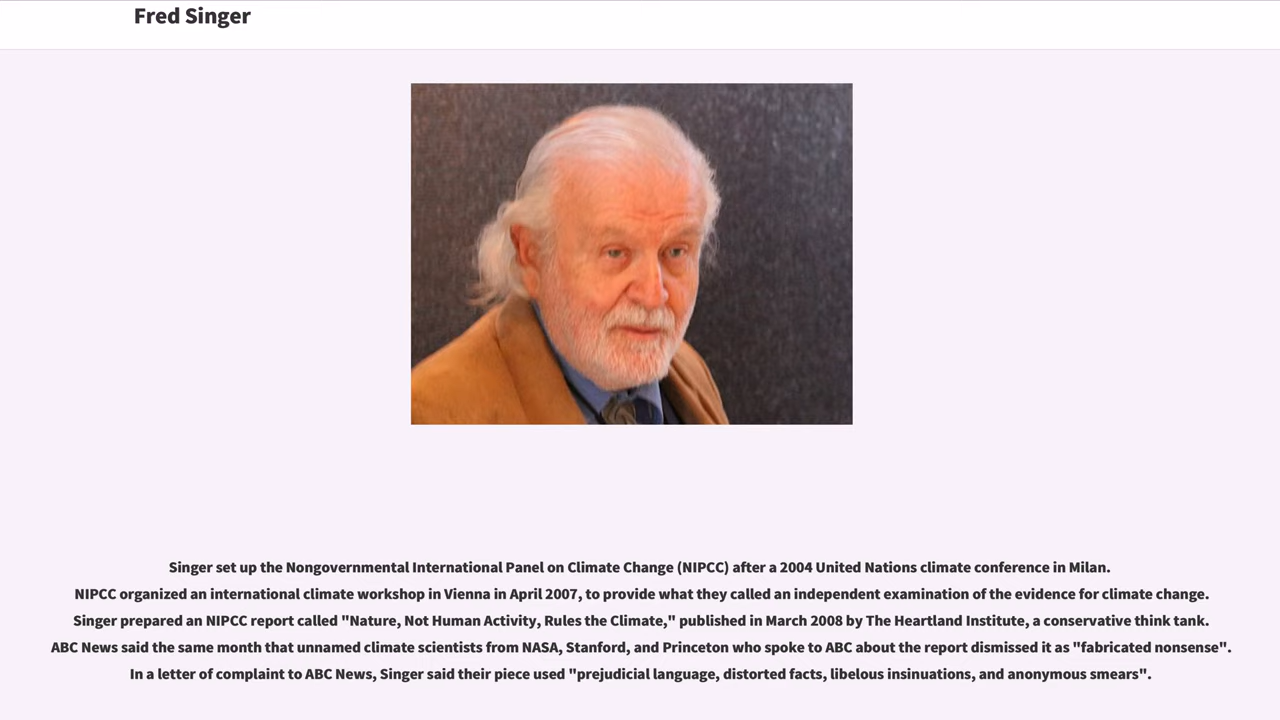 Fred Singer
Singer set up the Nongovernmental International Panel on Climate Change (NIPCC) after a 2004 United Nations climate conference in Milan.
NIPCC organized an international climate workshop in Vienna in April 2007, to provide what they called an independent examination of the evidence for climate change.
Singer prepared an NIPCC report called "Nature, Not Human Activity, Rules the Climate," published in March 2008 by The Heartland Institute, a conservative think tank.
ABC News said the same month that unnamed climate scientists from NASA, Stanford, and Princeton who spoke to ABC about the report dismissed it as "fabricated nonsense".
In a letter of complaint to ABC News, Singer said their piece used "prejudicial language, distorted facts, libelous insinuations, and anonymous smears".